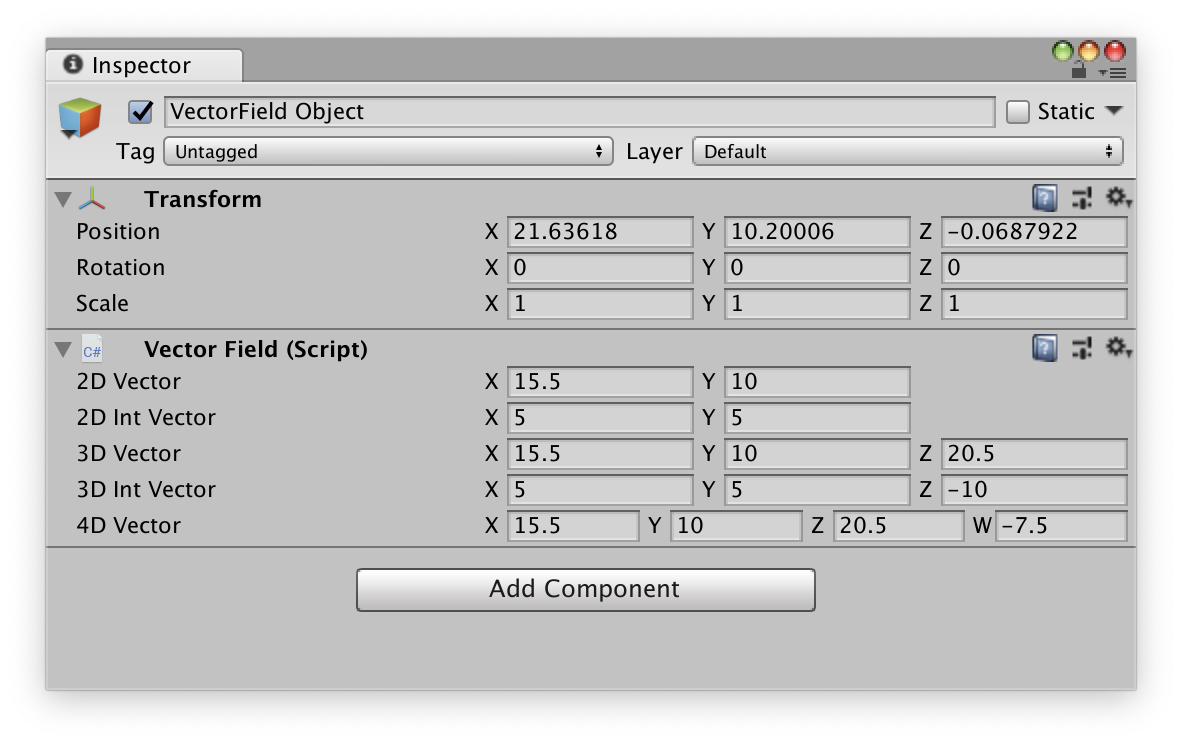 Inspector
VectorField Object Static
Tag Untagged Layer Default
Transform
Position X 21.63618 Y 10.20006 Z -0.0687922
Rotation X 0 Y 0 Z 0
Scale X 1 Y 1 Z 1
C# Vector Field (Script)
2D Vector X 15.5 Y 10
2D Int Vector X 5 Y 5
3D Vector X 15.5 Y 10 Z 20.5
3D Int Vector X 5 Y 5 Z -10
4D Vector X 15.5 Y 10 Z 20.5 W -7.5
Add Component